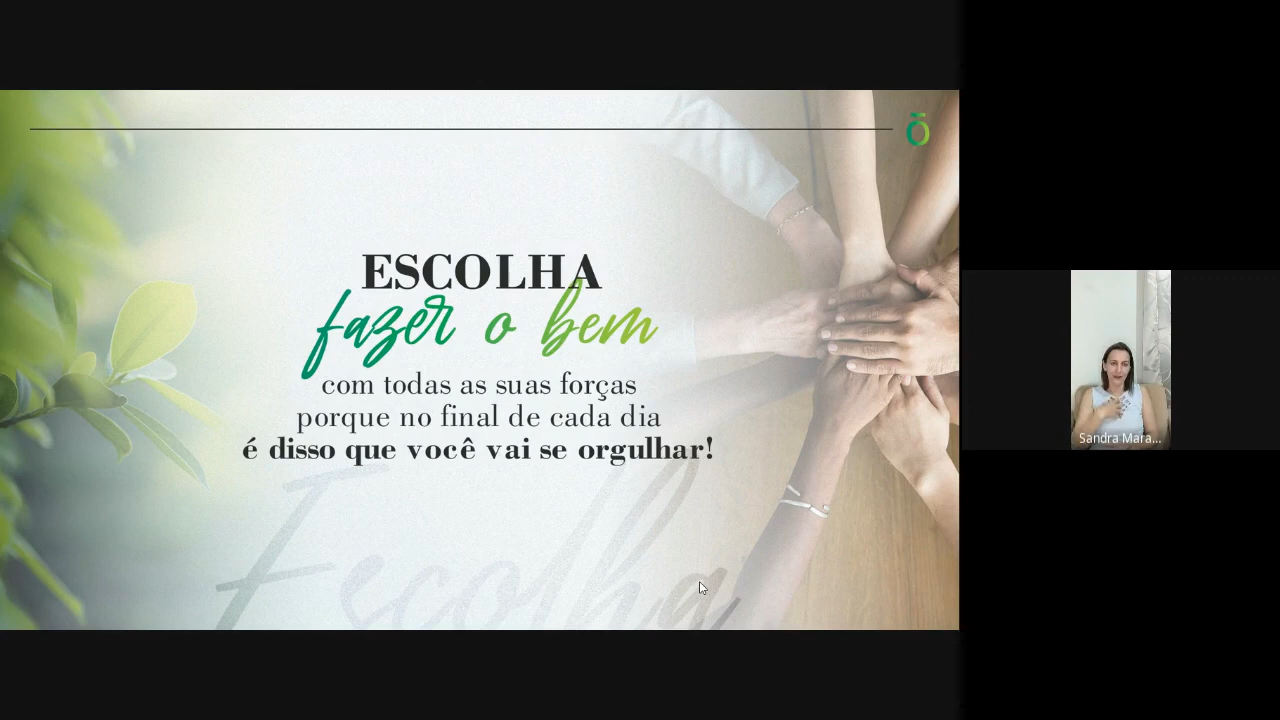 Ō
ESCOLHA
fazer o bem
com todas as suas forças
porque no final de cada dia
é disso que você vai se orgulhar!
Escolha
Sandra Mara...